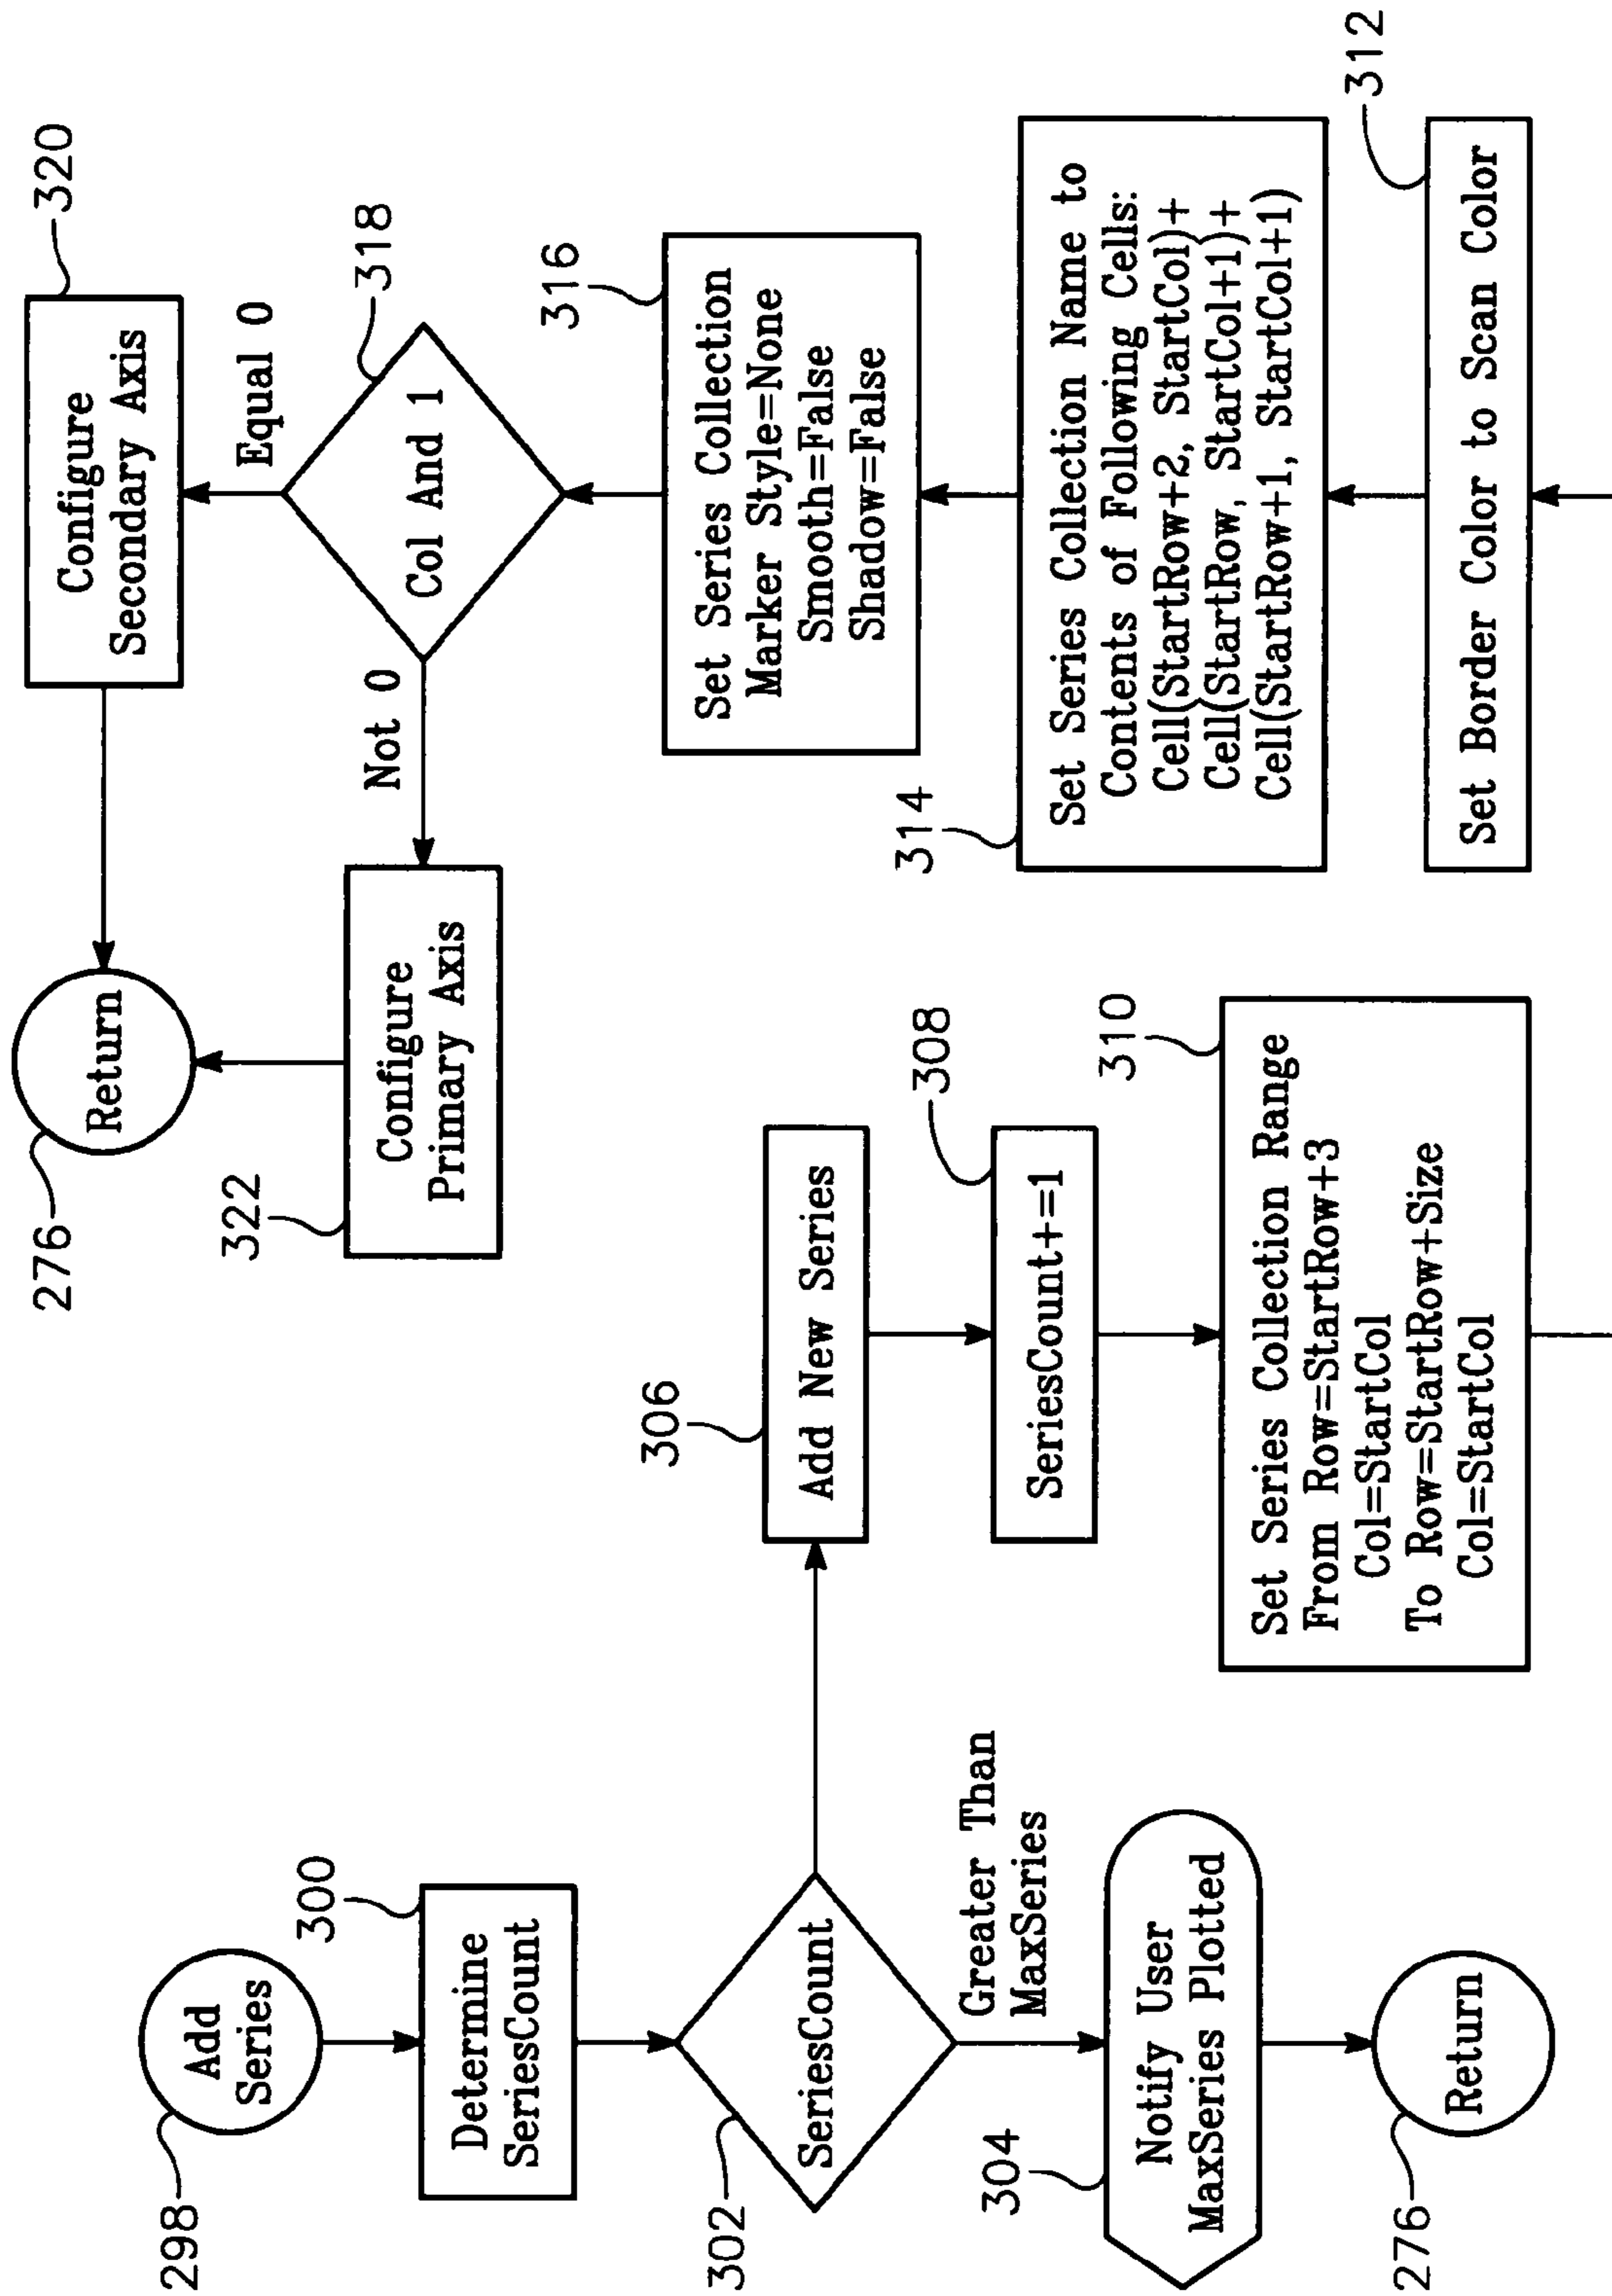 298
Add
Series
300
Determine
SeriesCount
302
SeriesCount
Greater Than
MaxSeries
304
Notify User
MaxSeries Plotted
276
Return
306
Add New Series
308
SeriesCount+=1
310
Set Series Collection Range
From Row=StartRow+3
Col=StartCol
To Row=StartRow+Size
Col=StartCol
312
Set Border Color to Scan Color
314
Set Series Collection Name to
Contents of Following Cells:
Cell(StartRow+2, StartCol)+
Cell(StartRow, StartCol+1)+
Cell(StartRow+1, StartCol+1)
316
Set Series Collection
Marker Style=None
Smooth=False
Shadow=False
318
Col And 1
Equal 0
320
Configure
Secondary Axis
Not 0
322
Configure
Primary Axis
276
Return